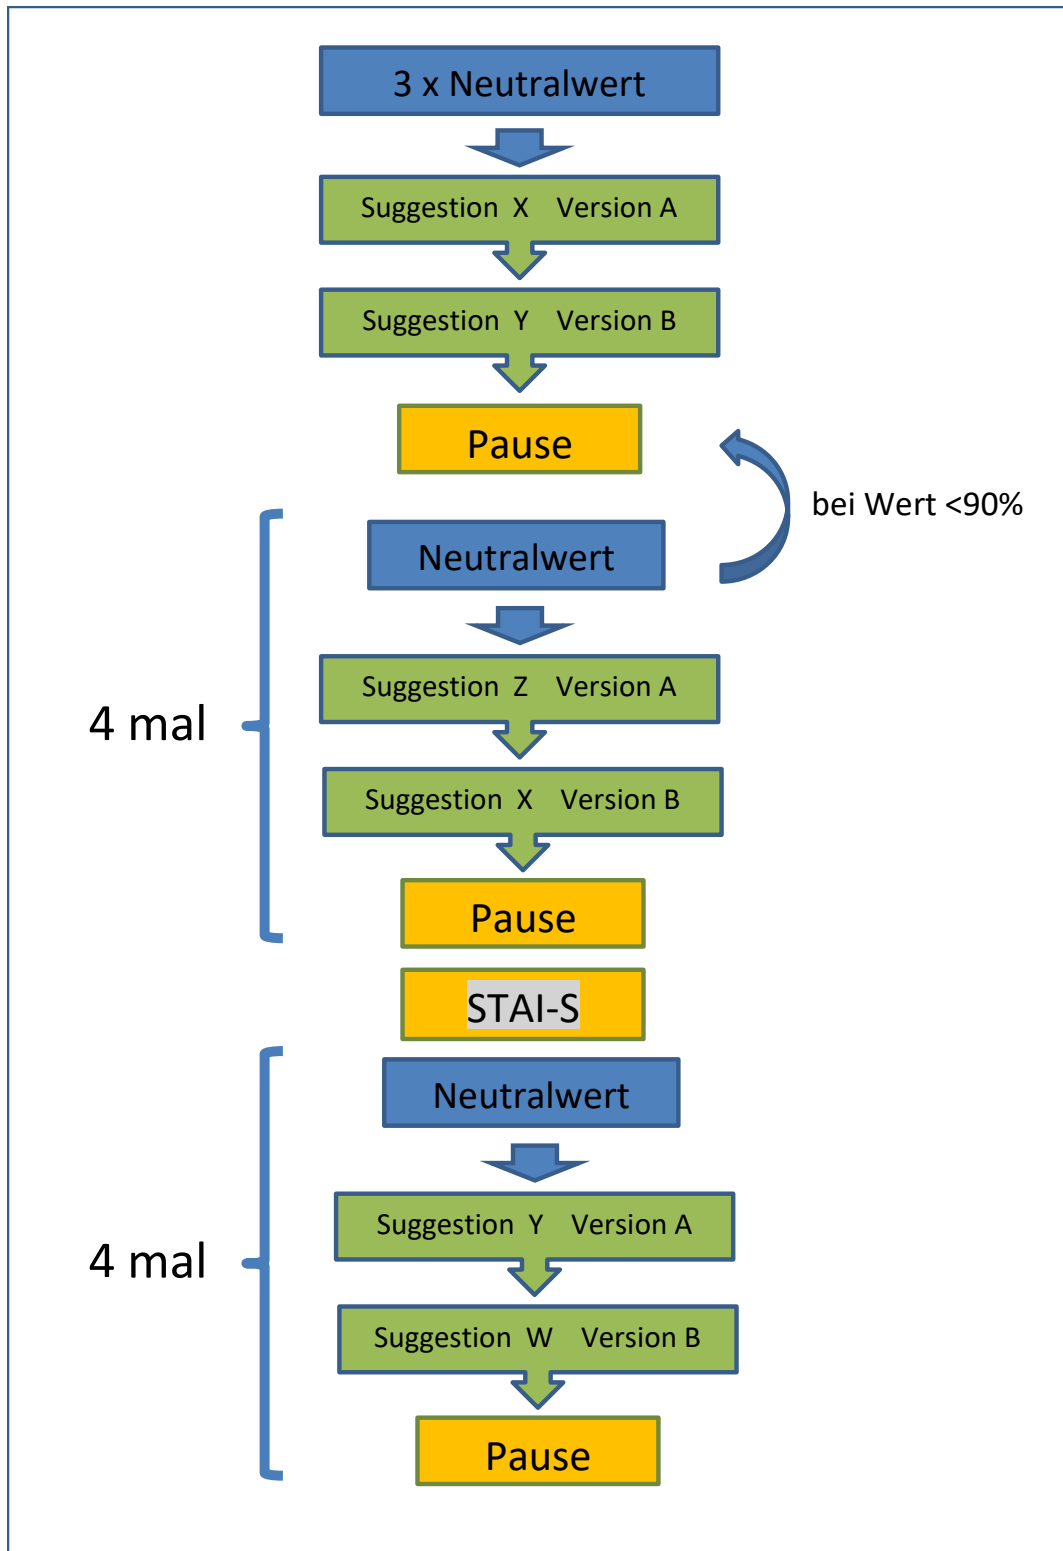 3 x Neutralwert
Suggestion X Version A
Suggestion Y Version B
Pause
bei Wert <90%
Neutralwert
Suggestion Z Version A
4 mal
Suggestion X Version B
Pause
STAI-S
Neutralwert
Suggestion Y Version A
4 mal
Suggestion W Version B
Pause